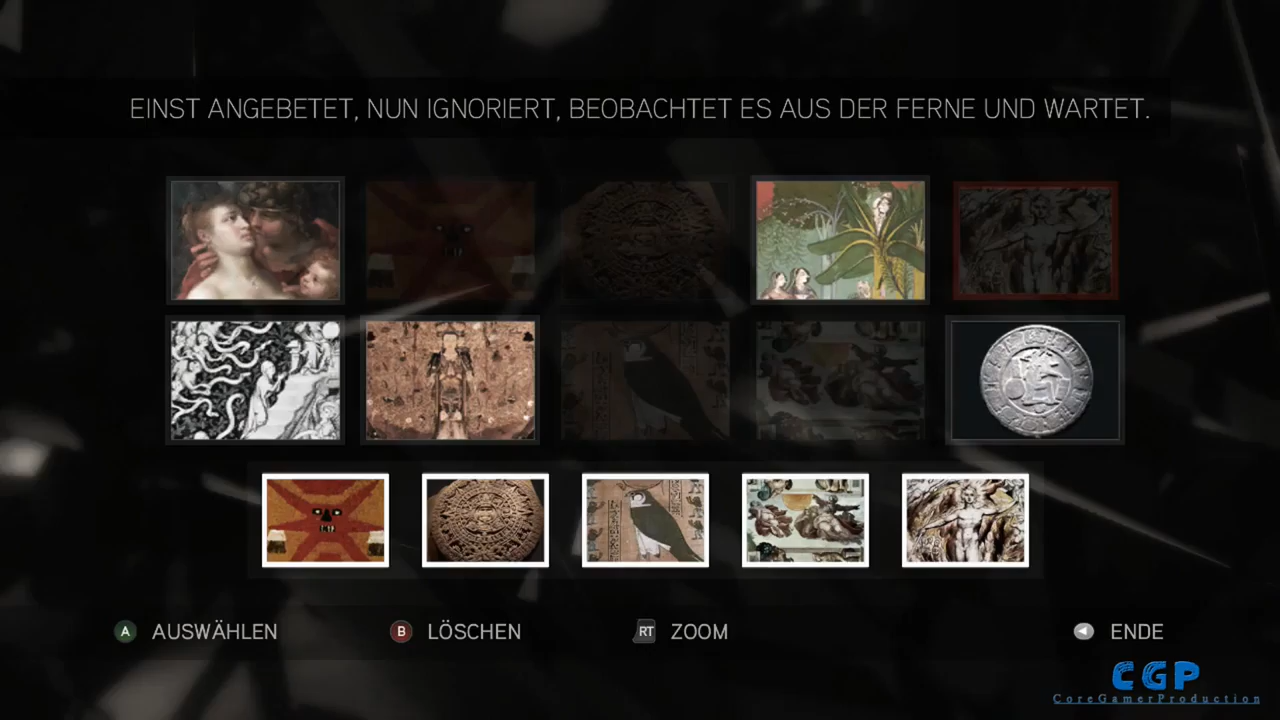 EINST ANGEBETET, NUN IGNORIERT, BEOBACHTET ES AUS DER FERNE UND WARTET.
A AUSWÄHLEN B LÖSCHEN RT ZOOM ENDE
CGP
CoreGamerProduction